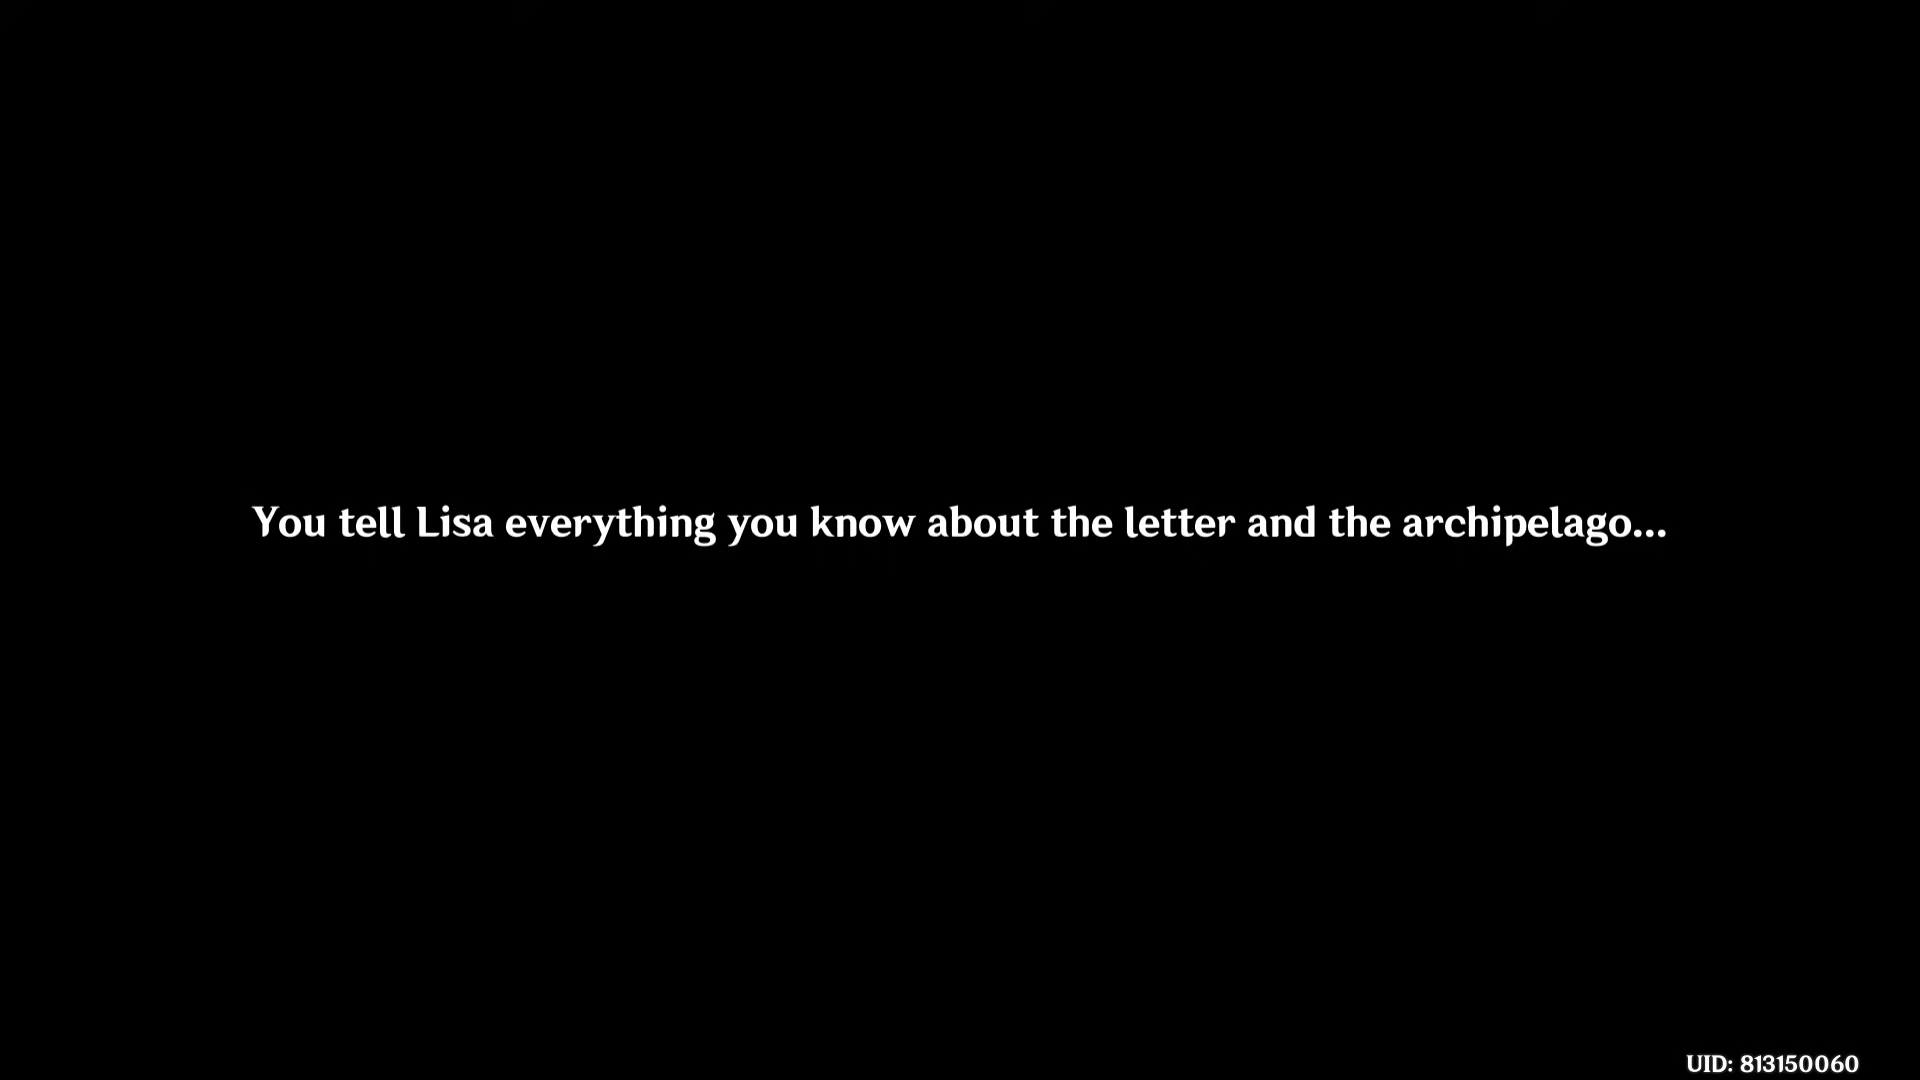 You tell Lisa everything you know about the letter and the archipelago...
UID: 813150060